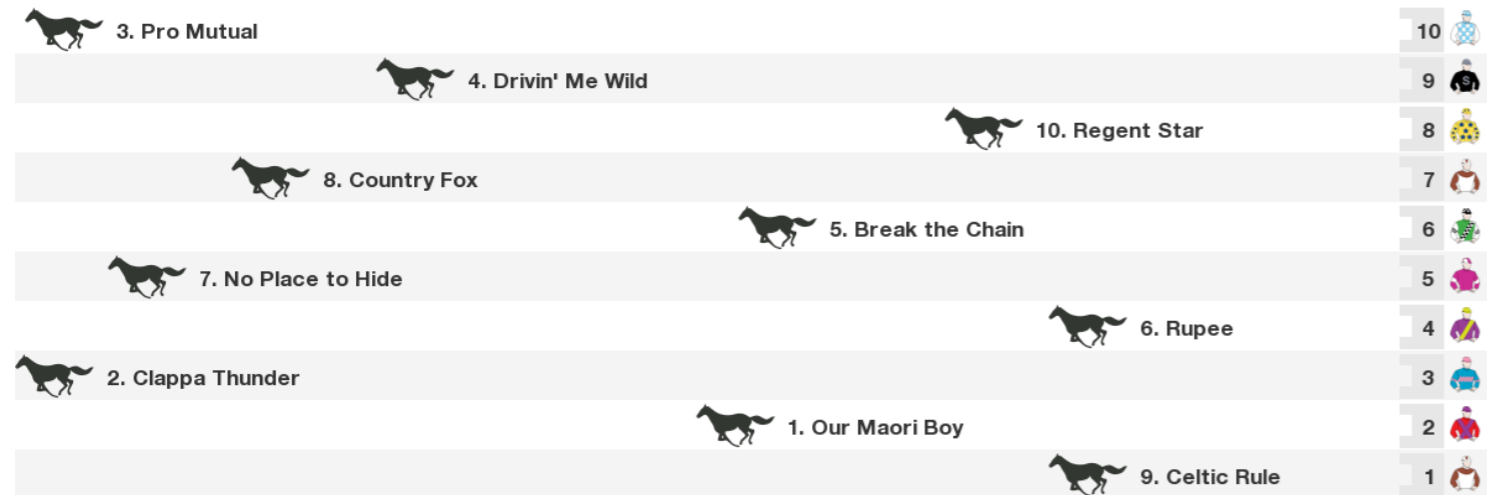 3. Pro Mutual 10
4. Drivin' Me Wild 9 S
10. Regent Star 8
8. Country Fox 7
5. Break the Chain 6
7. No Place to Hide 5
6. Rupee 4
2. Clappa Thunder 3
1. Our Maori Boy 2
9. Celtic Rule 1